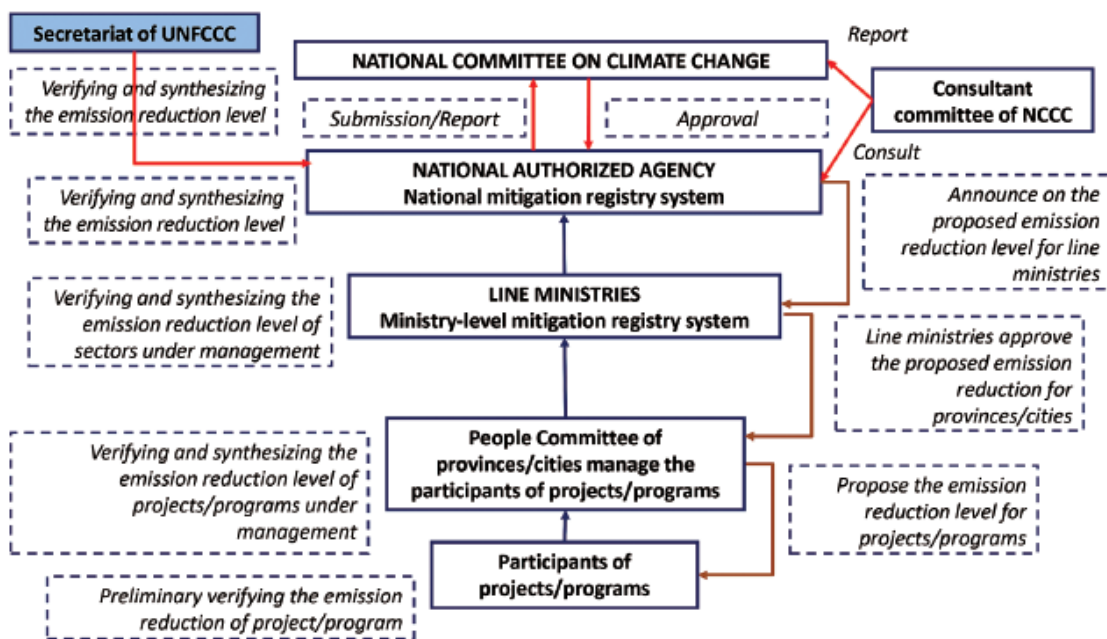 Secretariat of UNFCCC
Verifying and synthesizing
the emission reduction level
NATIONAL COMMITTEE ON CLIMATE CHANGE
Report
Consultant
committee of NCCC
Submission/Report
Approval
Consult
NATIONAL AUTHORIZED AGENCY
National mitigation registry system
Verifying and synthesizing
the emission reduction level
Announce on the
proposed emission
reduction level for line
ministries
LINE MINISTRIES
Ministry-level mitigation registry system
Verifying and synthesizing the
emission reduction level of
sectors under management
Line ministries approve
the proposed emission
reduction for
provinces/cities
People Committee of
provinces/cities manage the
participants of projects/programs
Verifying and synthesizing the
emission reduction level of
projects/programs under
management
Propose the emission
reduction level for
projects/programs
Participants of
projects/programs
Preliminary verifying the emission
reduction of project/program